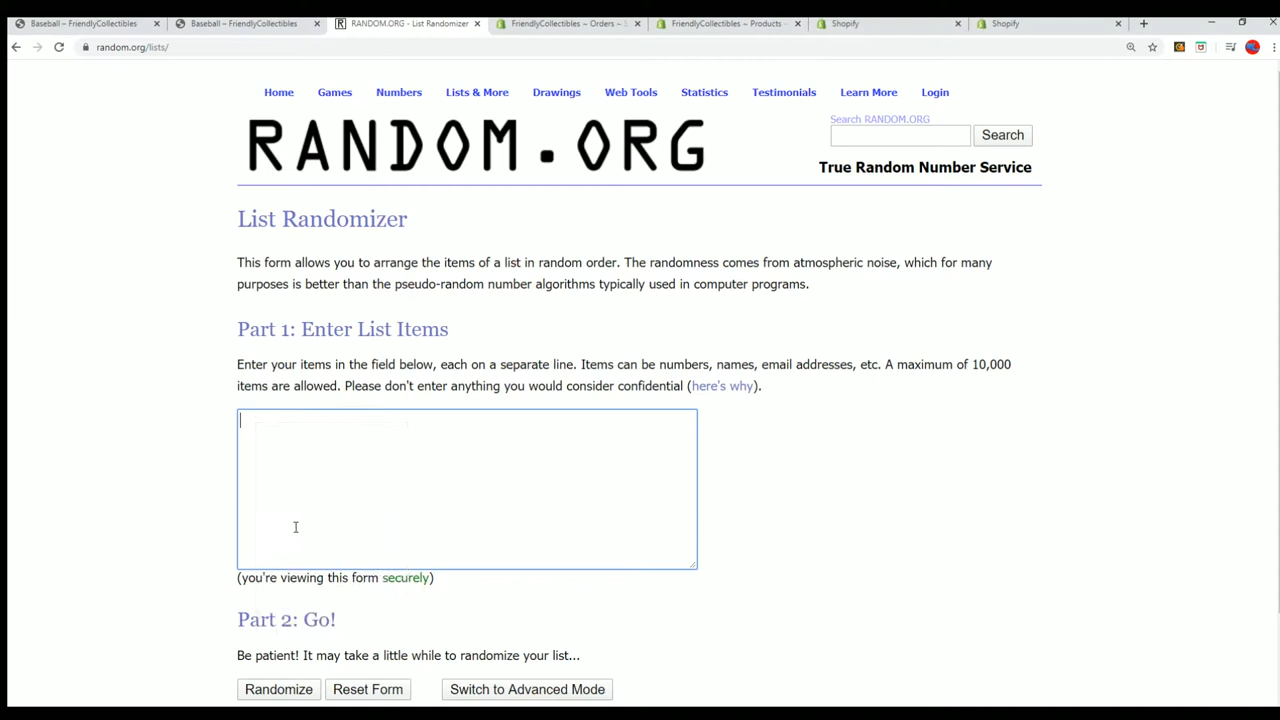 Baseball – FriendlyCollectibles
Baseball – FriendlyCollectibles
RANDOM.ORG - List Randomizer
FriendlyCollectibles ~ Orders ~ S
FriendlyCollectibles ~ Products ~
Shopify
Shopify
random.org/lists/
Home Games Numbers Lists & More Drawings Web Tools Statistics Testimonials Learn More Login
RANDOM.ORG
Search RANDOM.ORG
Search
True Random Number Service
List Randomizer
This form allows you to arrange the items of a list in random order. The randomness comes from atmospheric noise, which for many
purposes is better than the pseudo-random number algorithms typically used in computer programs.
Part 1: Enter List Items
Enter your items in the field below, each on a separate line. Items can be numbers, names, email addresses, etc. A maximum of 10,000
items are allowed. Please don't enter anything you would consider confidential (here's why).
(you're viewing this form securely)
Part 2: Go!
Be patient! It may take a little while to randomize your list...
Randomize Reset Form Switch to Advanced Mode